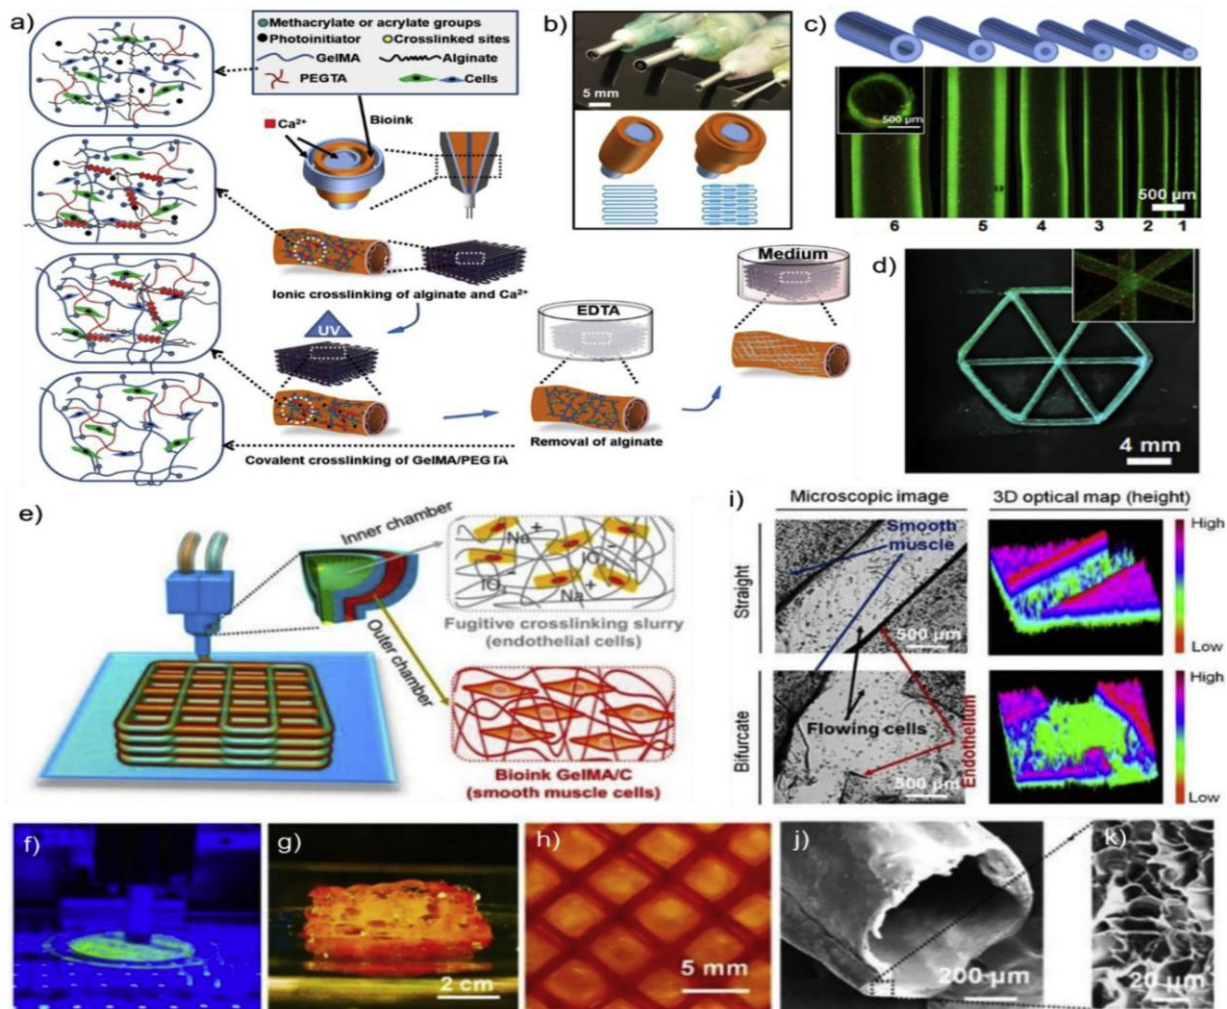 a)
Methacrylate or acrylate groups
Photoinitiator Crosslinked sites
GelMA Alginate
PEGTA Cells
Ca²⁺
Bioink
Ionic crosslinking of alginate and Ca²⁺
UV
Covalent crosslinking of GelMA/PEGTA
EDTA
Removal of alginate
Medium
b)
5 mm
c)
500 µm
500 µm
6 5 4 3 2 1
d)
4 mm
e)
Inner chamber
Outer chamber
Na⁺
IO₄⁻
IO₄⁻
Na⁺
Fugitive crosslinking slurry
(endothelial cells)
Bioink GelMA/C
(smooth muscle cells)
i)
Microscopic image
3D optical map (height)
Straight
Smooth
muscle
500 µm
High
Low
Bifurcate
Flowing cells
500 µm
Endothelium
High
Low
f)
g)
2 cm
h)
5 mm
j)
200 µm
k)
20 µm